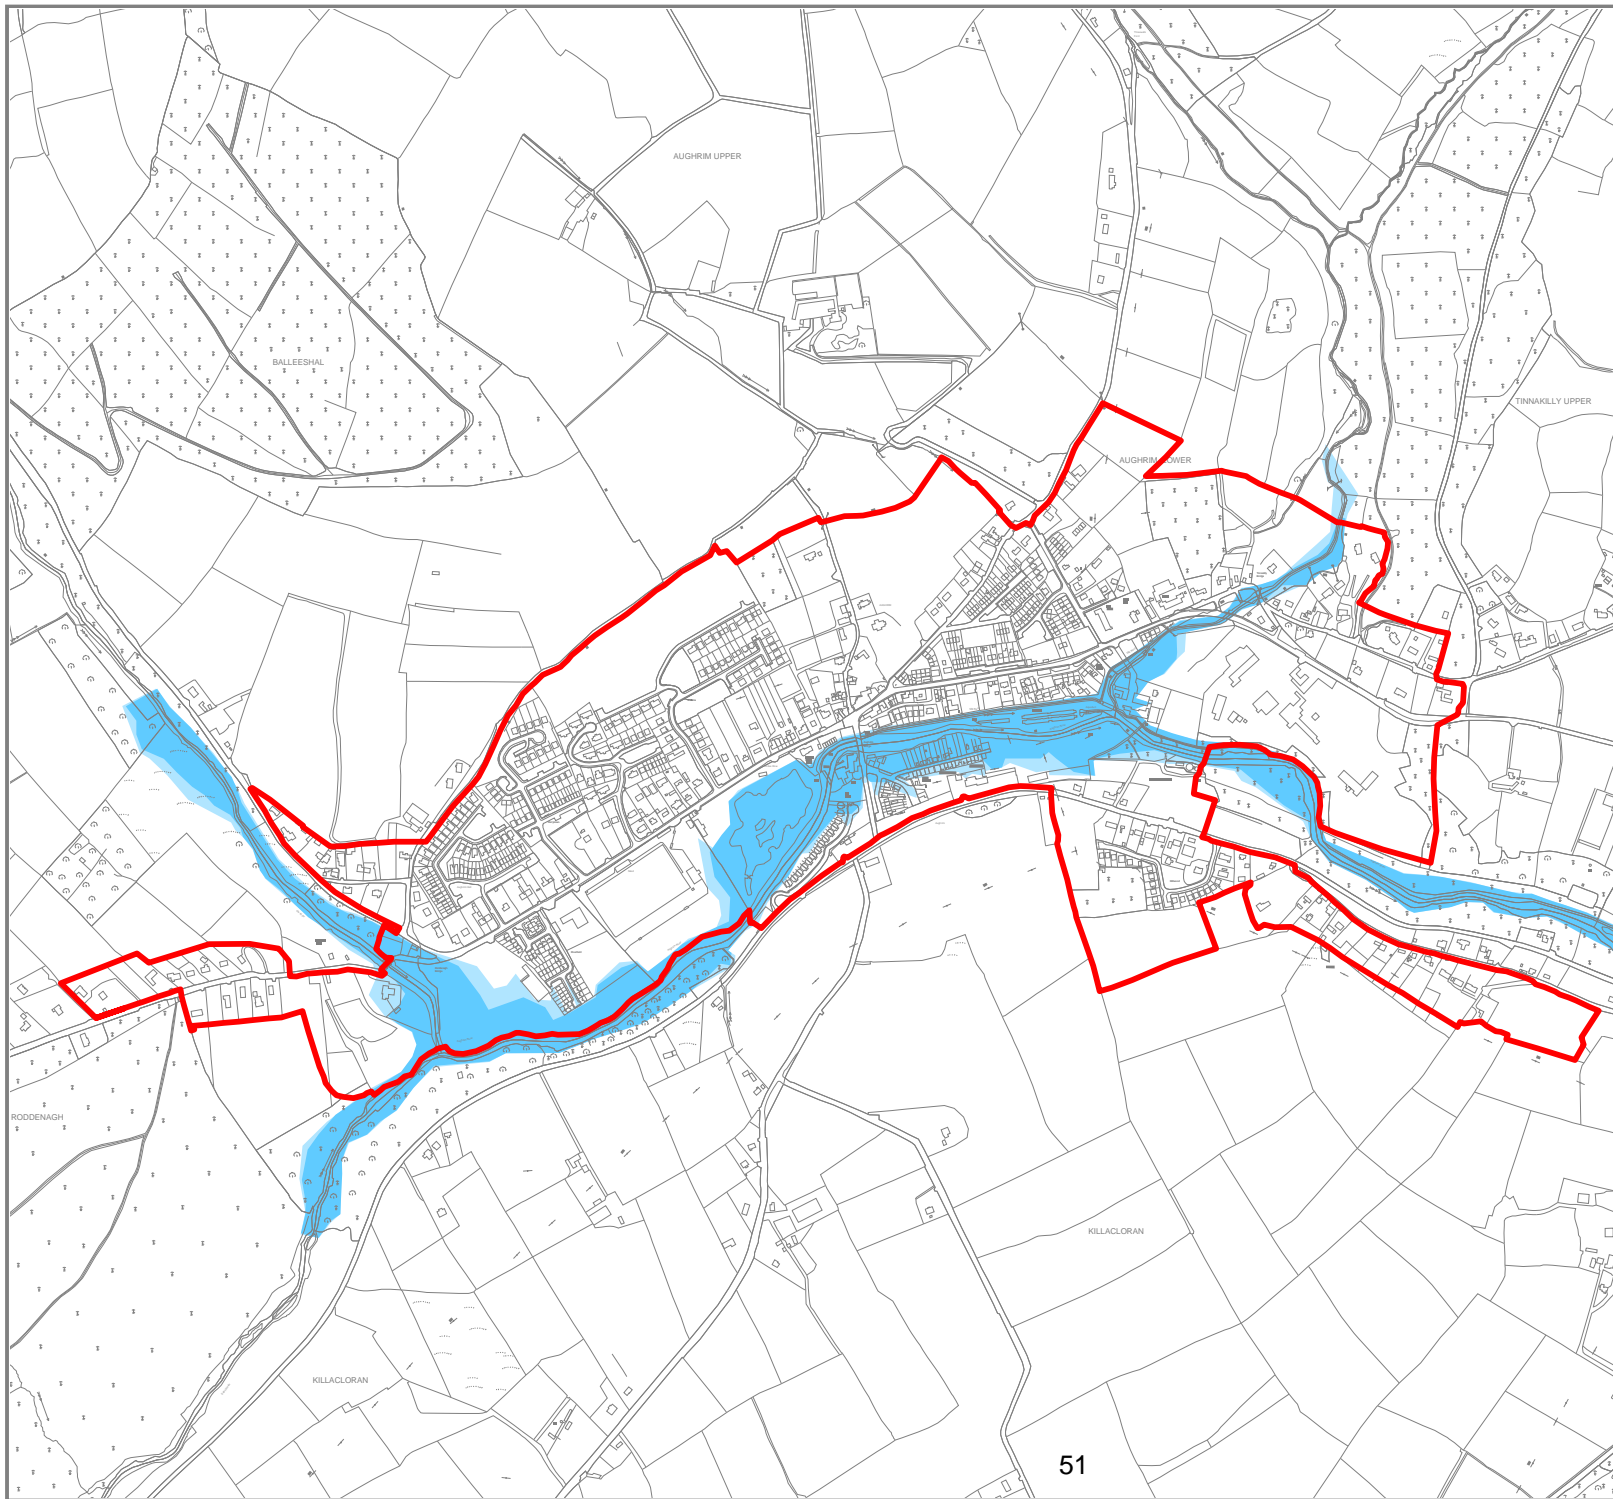 AUGHRIM UPPER
BALLEESHAL
TINNAKILLY UPPER
AUGHRIM LOWER
RODDENAGH
KILLACLORAN
KILLACLORAN
51